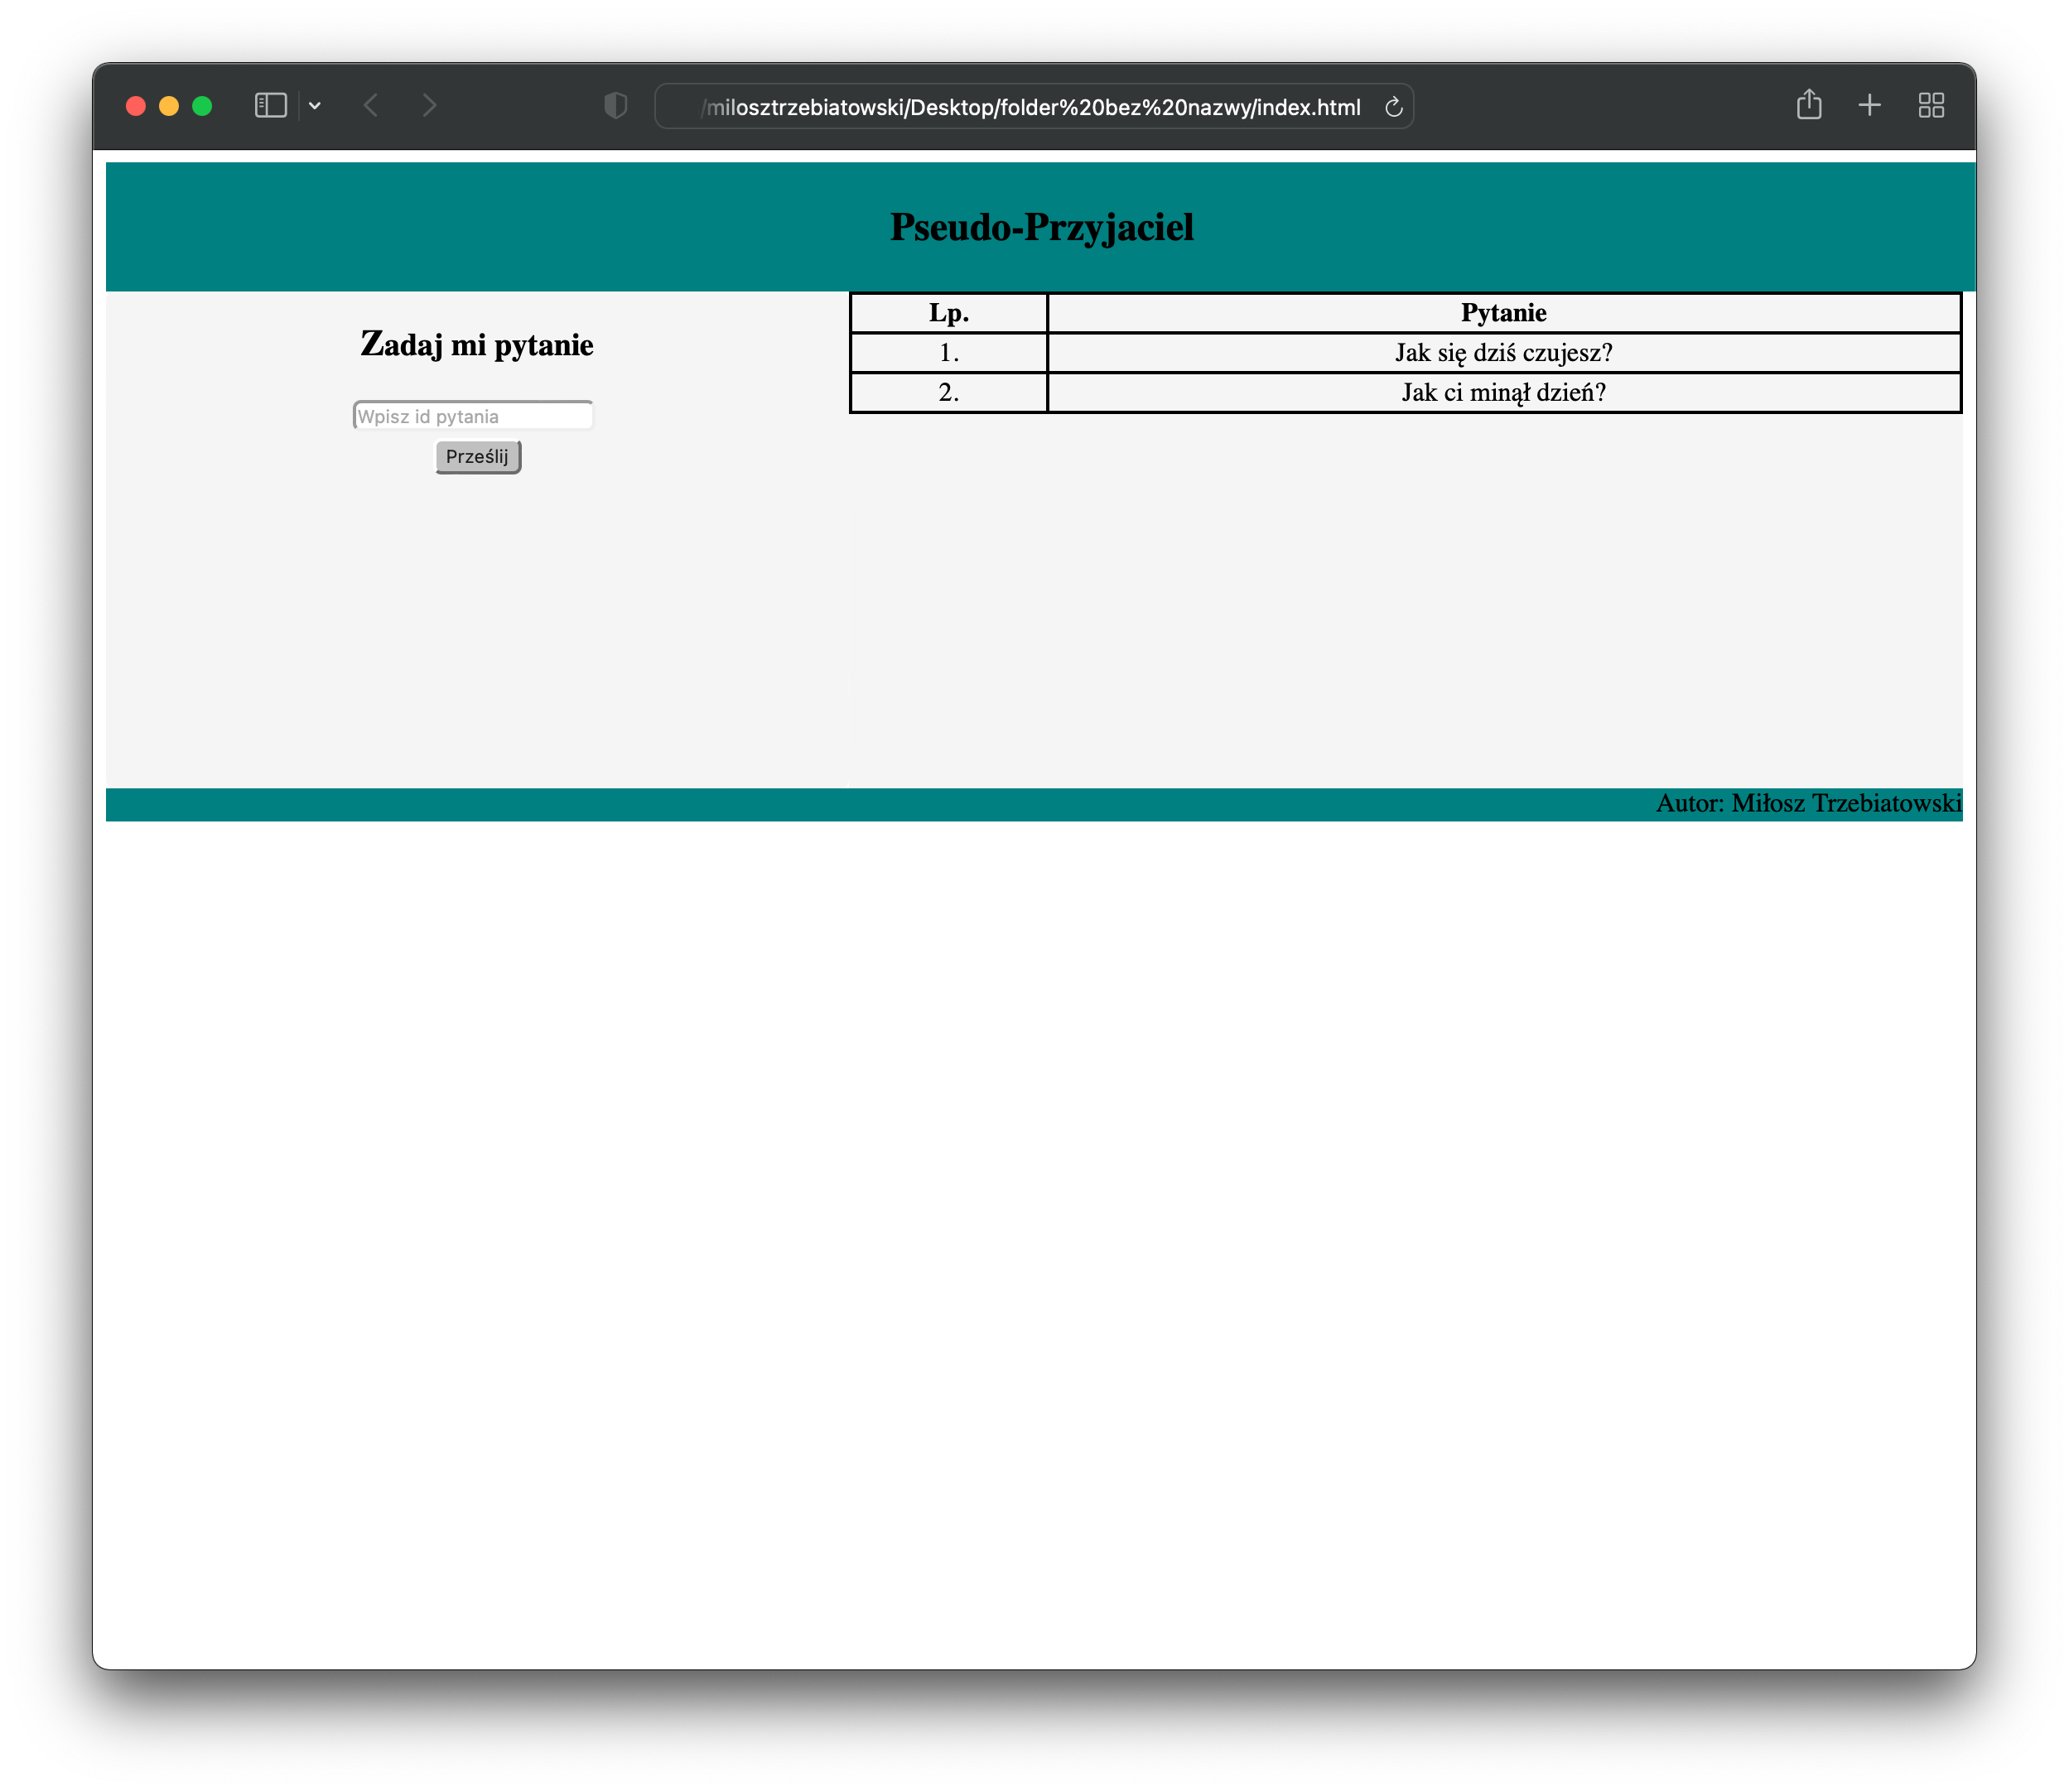 /milosztrzebiatowski/Desktop/folder%20bez%20nazwy/index.html
Pseudo-Przyjaciel
Zadaj mi pytanie
Wpisz id pytania
Prześlij
Lp. Pytanie
1. Jak się dziś czujesz?
2. Jak ci minął dzień?
Autor: Miłosz Trzebiatowski